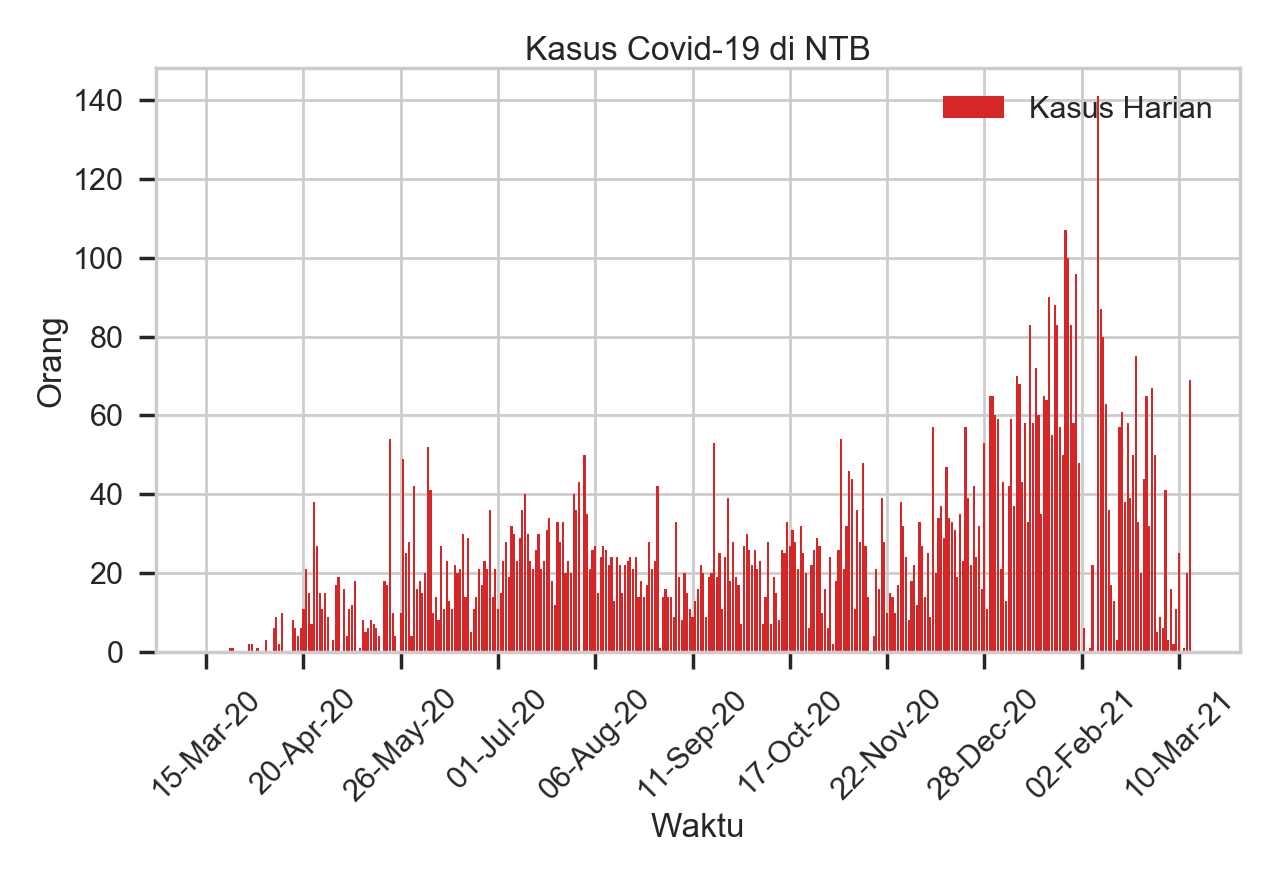 Kasus Covid-19 di NTB
Kasus Harian
Orang
140
120
100
80
60
40
20
0
15-Mar-20
20-Apr-20
26-May-20
01-Jul-20
06-Aug-20
11-Sep-20
17-Oct-20
22-Nov-20
28-Dec-20
02-Feb-21
10-Mar-21
Waktu